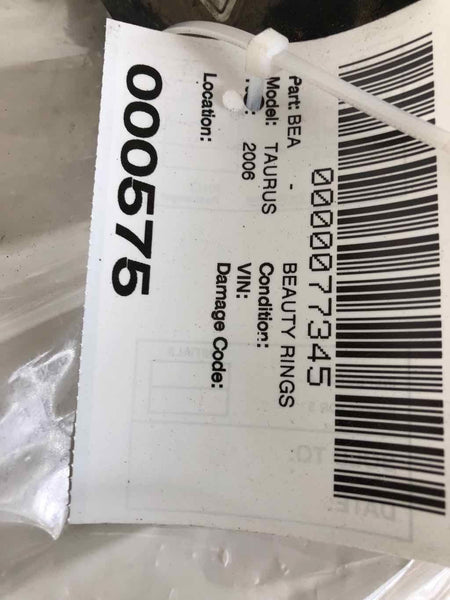 0000077345
Part: BEA - BEAUTY RINGS
Model: TAURUS Condition:
2006 VIN:
Location: Damage Code:
000575